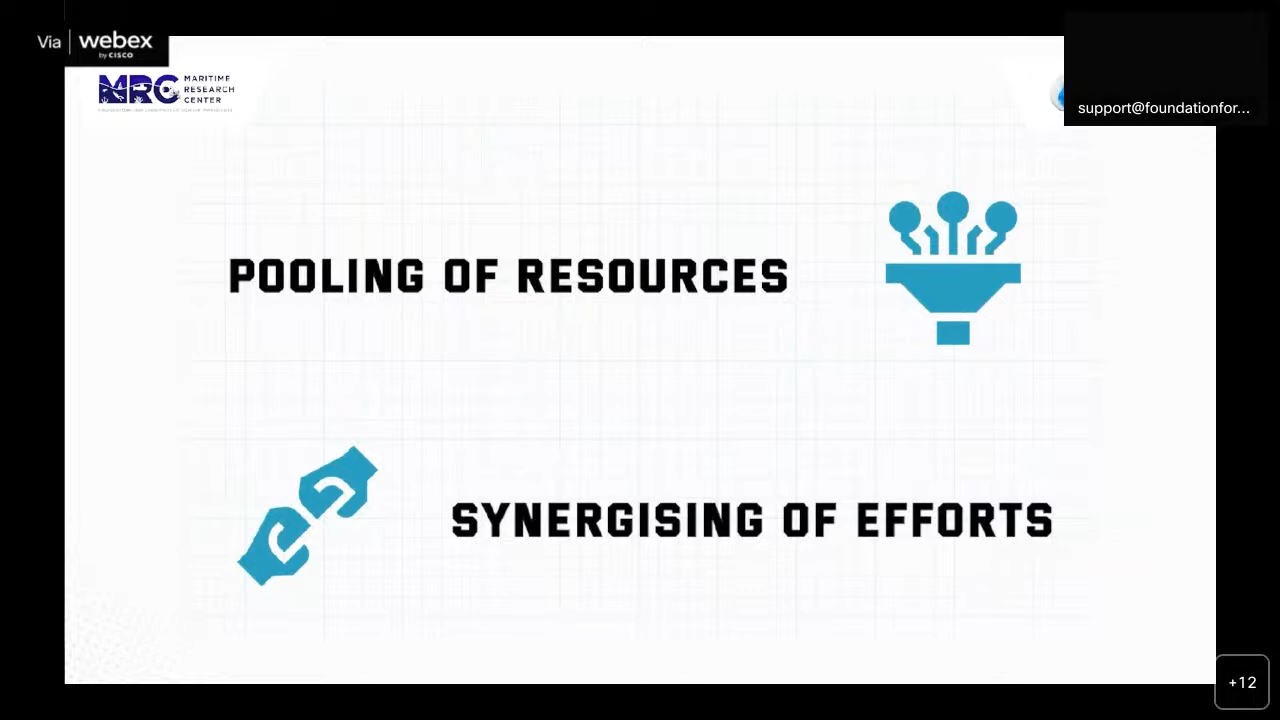 Via webex
by CISCO
MRC MARITIME
RESEARCH
CENTER
support@foundationfor...
POOLING OF RESOURCES
SYNERGISING OF EFFORTS
+12